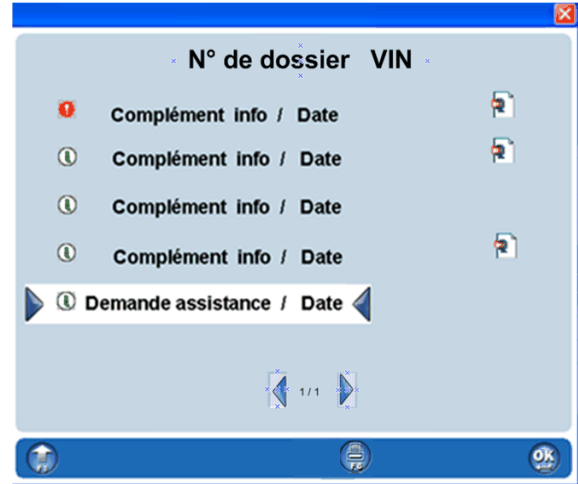 N° de dossier VIN
Complément info / Date
Complément info / Date
Complément info / Date
Complément info / Date
Demande assistance / Date
1 / 1
OK